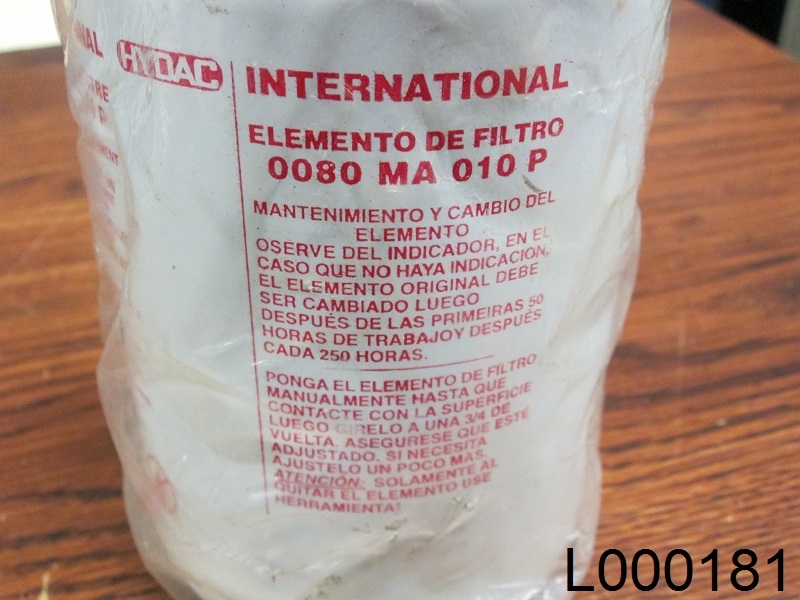 HYDAC
INTERNATIONAL
ELEMENTO DE FILTRO
0080 MA 010 P
MANTENIMIENTO Y CAMBIO DEL
ELEMENTO
OSERVE DEL INDICADOR, EN EL
CASO QUE NO HAYA INDICACION,
EL ELEMENTO ORIGINAL DEBE
SER CAMBIADO LUEGO
DESPUÉS DE LAS PRIMEIRAS 50
HORAS DE TRABAJOY DESPUÉS
CADA 250 HORAS.
PONGA EL ELEMENTO DE FILTRO
MANUALMENTE HASTA QUE
CONTACTE CON LA SUPERFICIE
LUEGO GIRELO A UNA 3/4 DE
VUELTA. ASEGURESE QUE ESTÉ
ADJUSTADO. SI NECESITA
AJUSTELO UN POCO MAS.
ATENCIÓN: SOLAMENTE AL
QUITAR EL ELEMENTO USE
HERRAMIENTA!
L000181